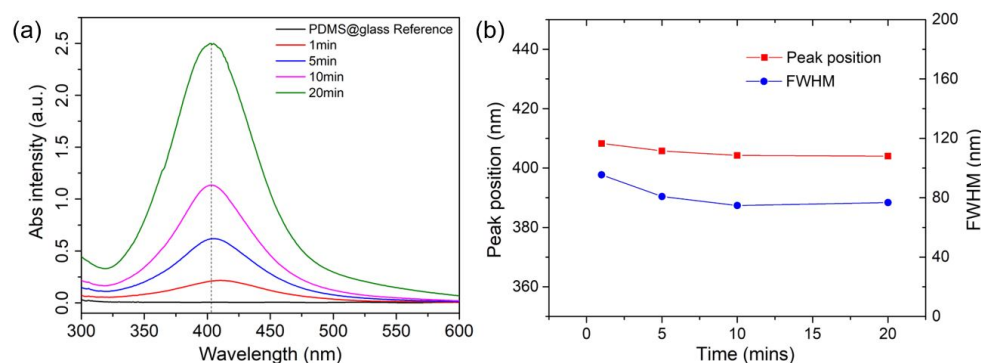 (a)
PDMS@glass Reference
1min
5min
10min
20min
Abs intensity (a.u.)
2.5
2.0
1.5
1.0
0.5
0.0
300 350 400 450 500 550 600
Wavelength (nm)
(b)
Peak position
FWHM
Peak position (nm)
440
420
400
380
360
FWHM (nm)
200
160
120
80
40
0
0 5 10 15 20
Time (mins)